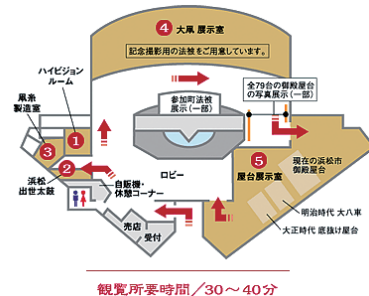 4 大凧 展示室
記念撮影用の法被をご用意しています。
ハイビジョン
ルーム
凧糸
製造室
1
3
2
浜松
出世太鼓
参加町法被
展示(一部)
全79台の御殿屋台
の写真展示(一部)
ロビー
自販機・
休憩コーナー
売店
受付
5
屋台展示室
現在の浜松市
御殿屋台
明治時代 大八車
大正時代 底抜け屋台
観覧所要時間/30~40分